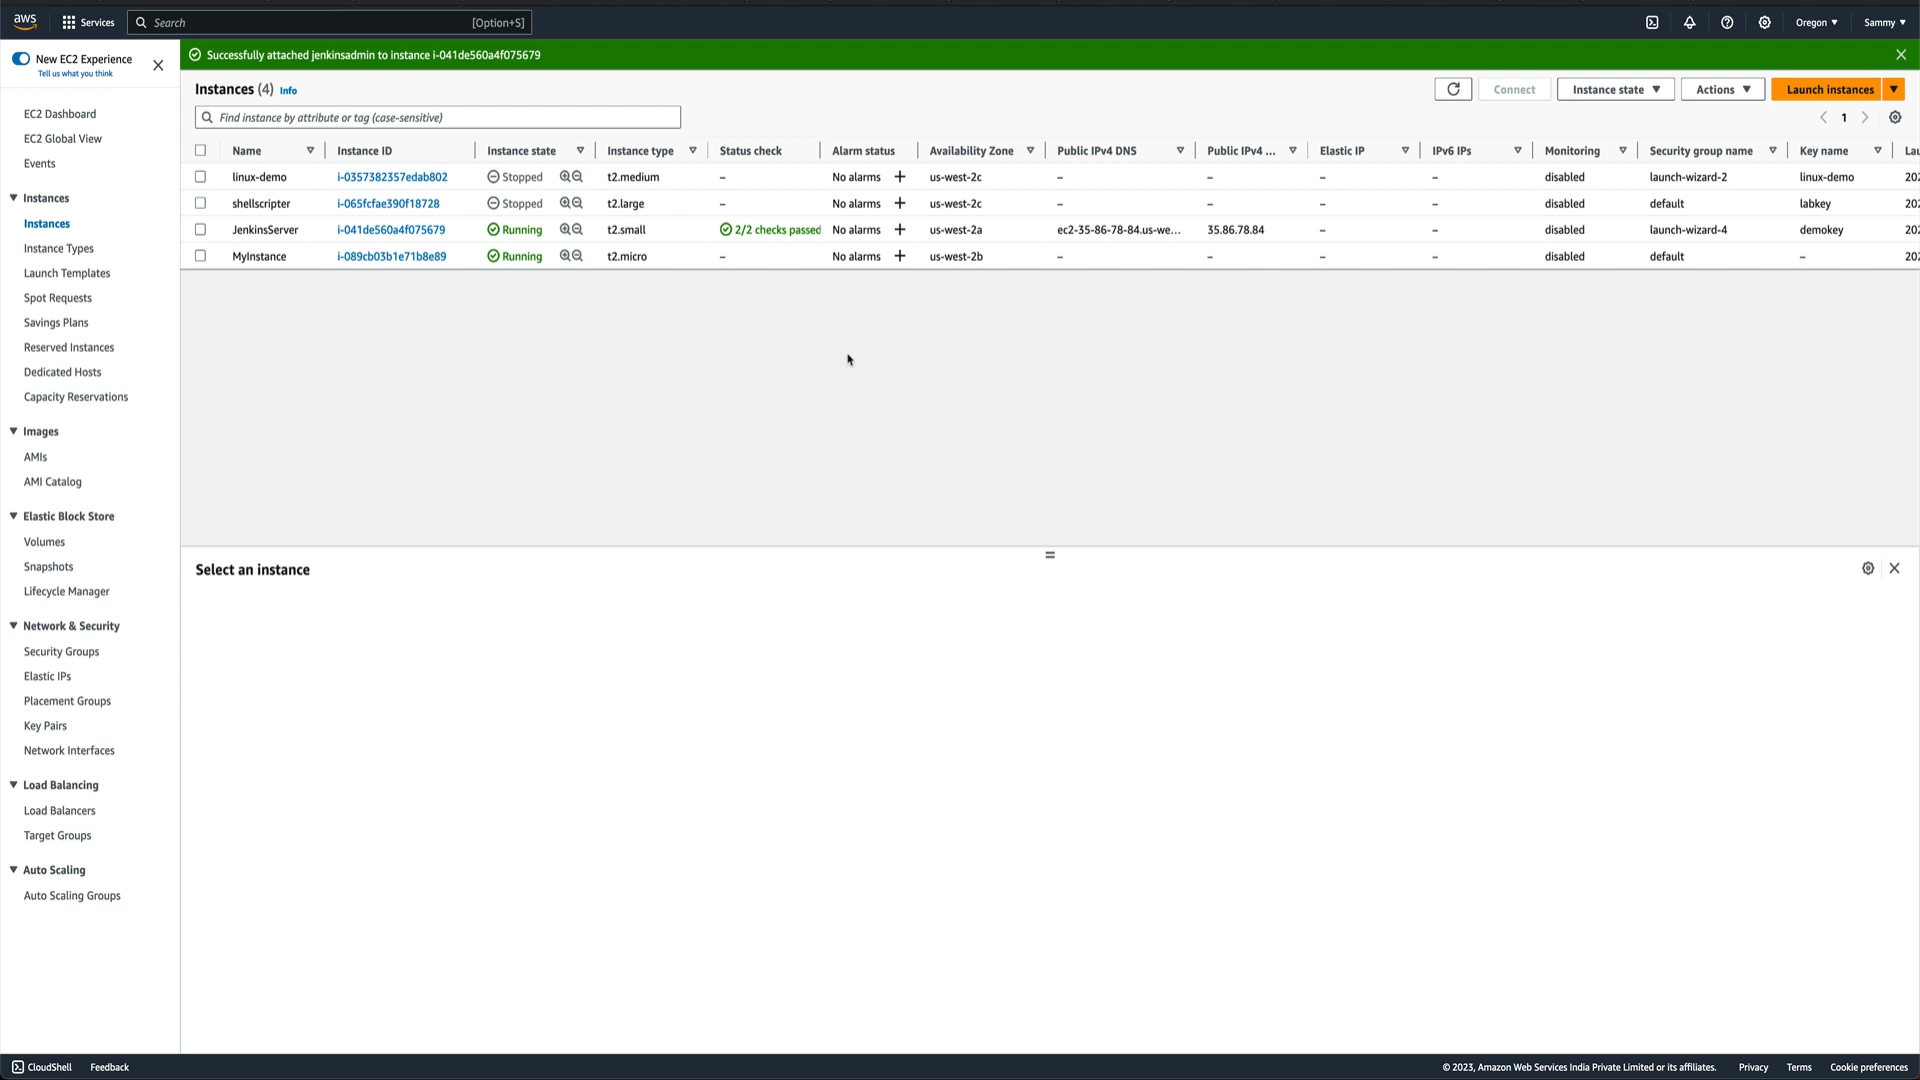 aws Services Search [Option+S] Oregon ▼ Sammy ▼
New EC2 Experience
Tell us what you think
Successfully attached jenkinsadmin to instance i-041de560a4f075679
Instances (4) Info
Connect Instance state ▼ Actions ▼ Launch instances ▼
Find instance by attribute or tag (case-sensitive)
1
Name Instance ID Instance state Instance type Status check Alarm status Availability Zone Public IPv4 DNS Public IPv4 ... Elastic IP IPv6 IPs Monitoring Security group name Key name Lau
linux-demo i-0357382357edab802 Stopped t2.medium – No alarms + us-west-2c – – – – disabled launch-wizard-2 linux-demo 202
shellscripter i-065fcfae390f18728 Stopped t2.large – No alarms + us-west-2c – – – – disabled default labkey 202
JenkinsServer i-041de560a4f075679 Running t2.small 2/2 checks passed No alarms + us-west-2a ec2-35-86-78-84.us-we... 35.86.78.84 – – disabled launch-wizard-4 demokey 202
MyInstance i-089cb03b1e71b8e89 Running t2.micro – No alarms + us-west-2b – – – – disabled default – 202
EC2 Dashboard
EC2 Global View
Events
Instances
Instances
Instance Types
Launch Templates
Spot Requests
Savings Plans
Reserved Instances
Dedicated Hosts
Capacity Reservations
Images
AMIs
AMI Catalog
Elastic Block Store
Volumes
Snapshots
Lifecycle Manager
Network & Security
Security Groups
Elastic IPs
Placement Groups
Key Pairs
Network Interfaces
Load Balancing
Load Balancers
Target Groups
Auto Scaling
Auto Scaling Groups
Select an instance
CloudShell Feedback © 2023, Amazon Web Services India Private Limited or its affiliates. Privacy Terms Cookie preferences